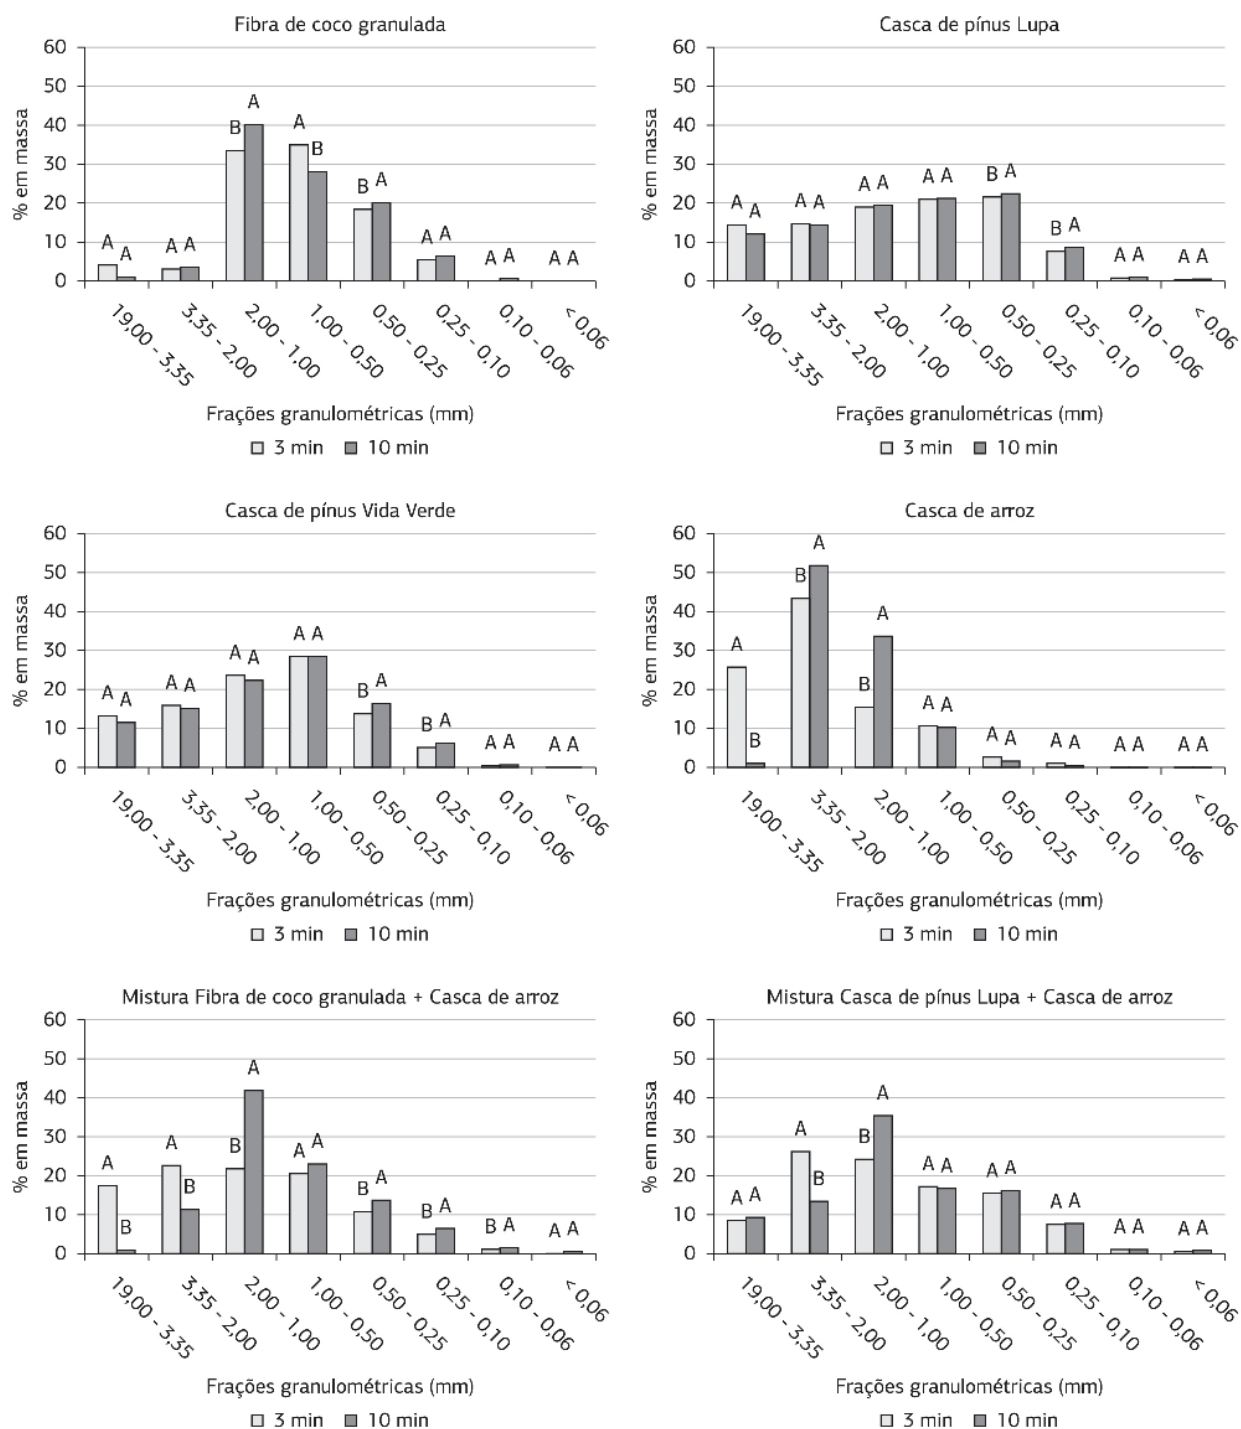 Fibra de coco granulada
% em massa
60
50
40
30
20
10
0
A A
A A
B A
A B
B A
A A
A A
A A
19,00 - 3,35
3,35 - 2,00
2,00 - 1,00
1,00 - 0,50
0,50 - 0,25
0,25 - 0,10
0,10 - 0,06
< 0,06
Frações granulométricas (mm)
3 min 10 min
Casca de pínus Lupa
% em massa
60
50
40
30
20
10
0
A A
A A
A A
A A
B A
B A
A A
A A
19,00 - 3,35
3,35 - 2,00
2,00 - 1,00
1,00 - 0,50
0,50 - 0,25
0,25 - 0,10
0,10 - 0,06
< 0,06
Frações granulométricas (mm)
3 min 10 min
Casca de pínus Vida Verde
% em massa
60
50
40
30
20
10
0
A A
A A
A A
A A
B A
B A
A A
A A
19,00 - 3,35
3,35 - 2,00
2,00 - 1,00
1,00 - 0,50
0,50 - 0,25
0,25 - 0,10
0,10 - 0,06
< 0,06
Frações granulométricas (mm)
3 min 10 min
Casca de arroz
% em massa
60
50
40
30
20
10
0
A B
B A
B A
A A
A A
A A
A A
A A
19,00 - 3,35
3,35 - 2,00
2,00 - 1,00
1,00 - 0,50
0,50 - 0,25
0,25 - 0,10
0,10 - 0,06
< 0,06
Frações granulométricas (mm)
3 min 10 min
Mistura Fibra de coco granulada + Casca de arroz
% em massa
60
50
40
30
20
10
0
A B
A B
B A
A A
B A
B A
B A
A A
19,00 - 3,35
3,35 - 2,00
2,00 - 1,00
1,00 - 0,50
0,50 - 0,25
0,25 - 0,10
0,10 - 0,06
< 0,06
Frações granulométricas (mm)
3 min 10 min
Mistura Casca de pínus Lupa + Casca de arroz
% em massa
60
50
40
30
20
10
0
A A
A B
B A
A A
A A
A A
A A
A A
19,00 - 3,35
3,35 - 2,00
2,00 - 1,00
1,00 - 0,50
0,50 - 0,25
0,25 - 0,10
0,10 - 0,06
< 0,06
Frações granulométricas (mm)
3 min 10 min